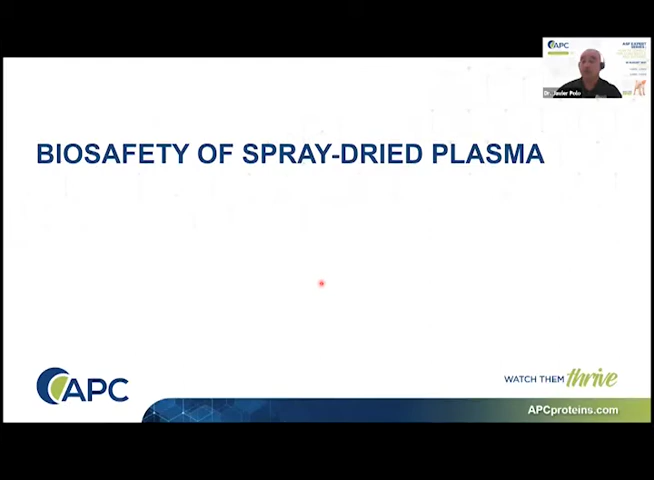 APC
BIOSAFETY OF SPRAY-DRIED PLASMA
Dr. Javier Polo
APC
WATCH THEM thrive
APCproteins.com